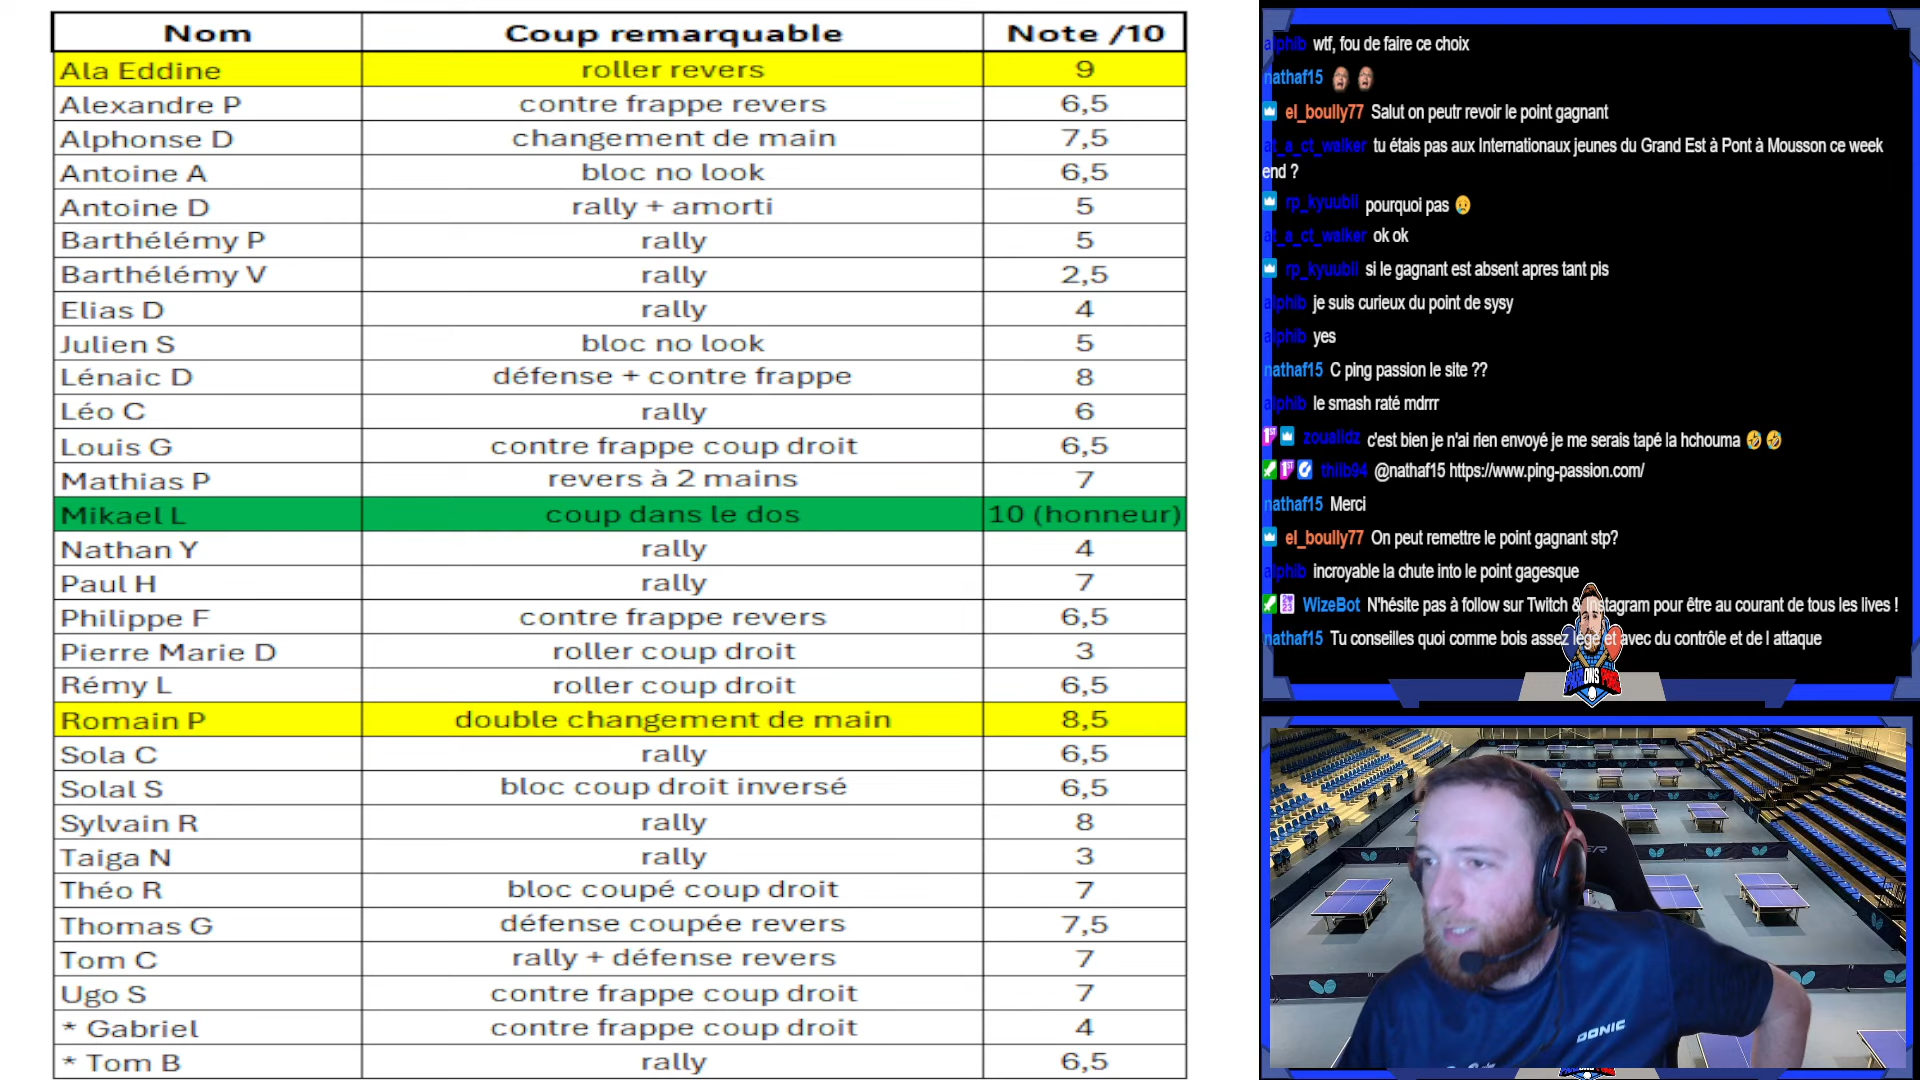 Nom Coup remarquable Note /10
Ala Eddine roller revers 9
Alexandre P contre frappe revers 6,5
Alphonse D changement de main 7,5
Antoine A bloc no look 6,5
Antoine D rally + amorti 5
Barthélémy P rally 5
Barthélémy V rally 2,5
Elias D rally 4
Julien S bloc no look 5
Lénaic D défense + contre frappe 8
Léo C rally 6
Louis G contre frappe coup droit 6,5
Mathias P revers à 2 mains 7
Mikael L coup dans le dos 10 (honneur)
Nathan Y rally 4
Paul H rally 7
Philippe F contre frappe revers 6,5
Pierre Marie D roller coup droit 3
Rémy L roller coup droit 6,5
Romain P double changement de main 8,5
Sola C rally 6,5
Solal S bloc coup droit inversé 6,5
Sylvain R rally 8
Taiga N rally 3
Théo R bloc coupé coup droit 7
Thomas G défense coupée revers 7,5
Tom C rally + défense revers 7
Ugo S contre frappe coup droit 7
* Gabriel contre frappe coup droit 4
* Tom B rally 6,5
alphib wtf, fou de faire ce choix
nathaf15
el_boully77 Salut on peutr revoir le point gagnant
at_a_ct_walker tu étais pas aux Internationaux jeunes du Grand Est à Pont à Mousson ce week
end ?
rp_kyuubii pourquoi pas 😥
at_a_ct_walker ok ok
rp_kyuubii si le gagnant est absent apres tant pis
alphib je suis curieux du point de sysy
alphib yes
nathaf15 C ping passion le site ??
alphib le smash raté mdrrr
zoualidz c'est bien je n'ai rien envoyé je me serais tapé la hchouma 🤣 🤣
thilb94 @nathaf15 https://www.ping-passion.com/
nathaf15 Merci
el_boully77 On peut remettre le point gagnant stp?
alphib incroyable la chute into le point gagesque
WizeBot N'hésite pas à follow sur Twitch & Instagram pour être au courant de tous les lives !
nathaf15 Tu conseilles quoi comme bois assez lége et avec du contrôle et de l attaque
PARLONS PING
DONIC